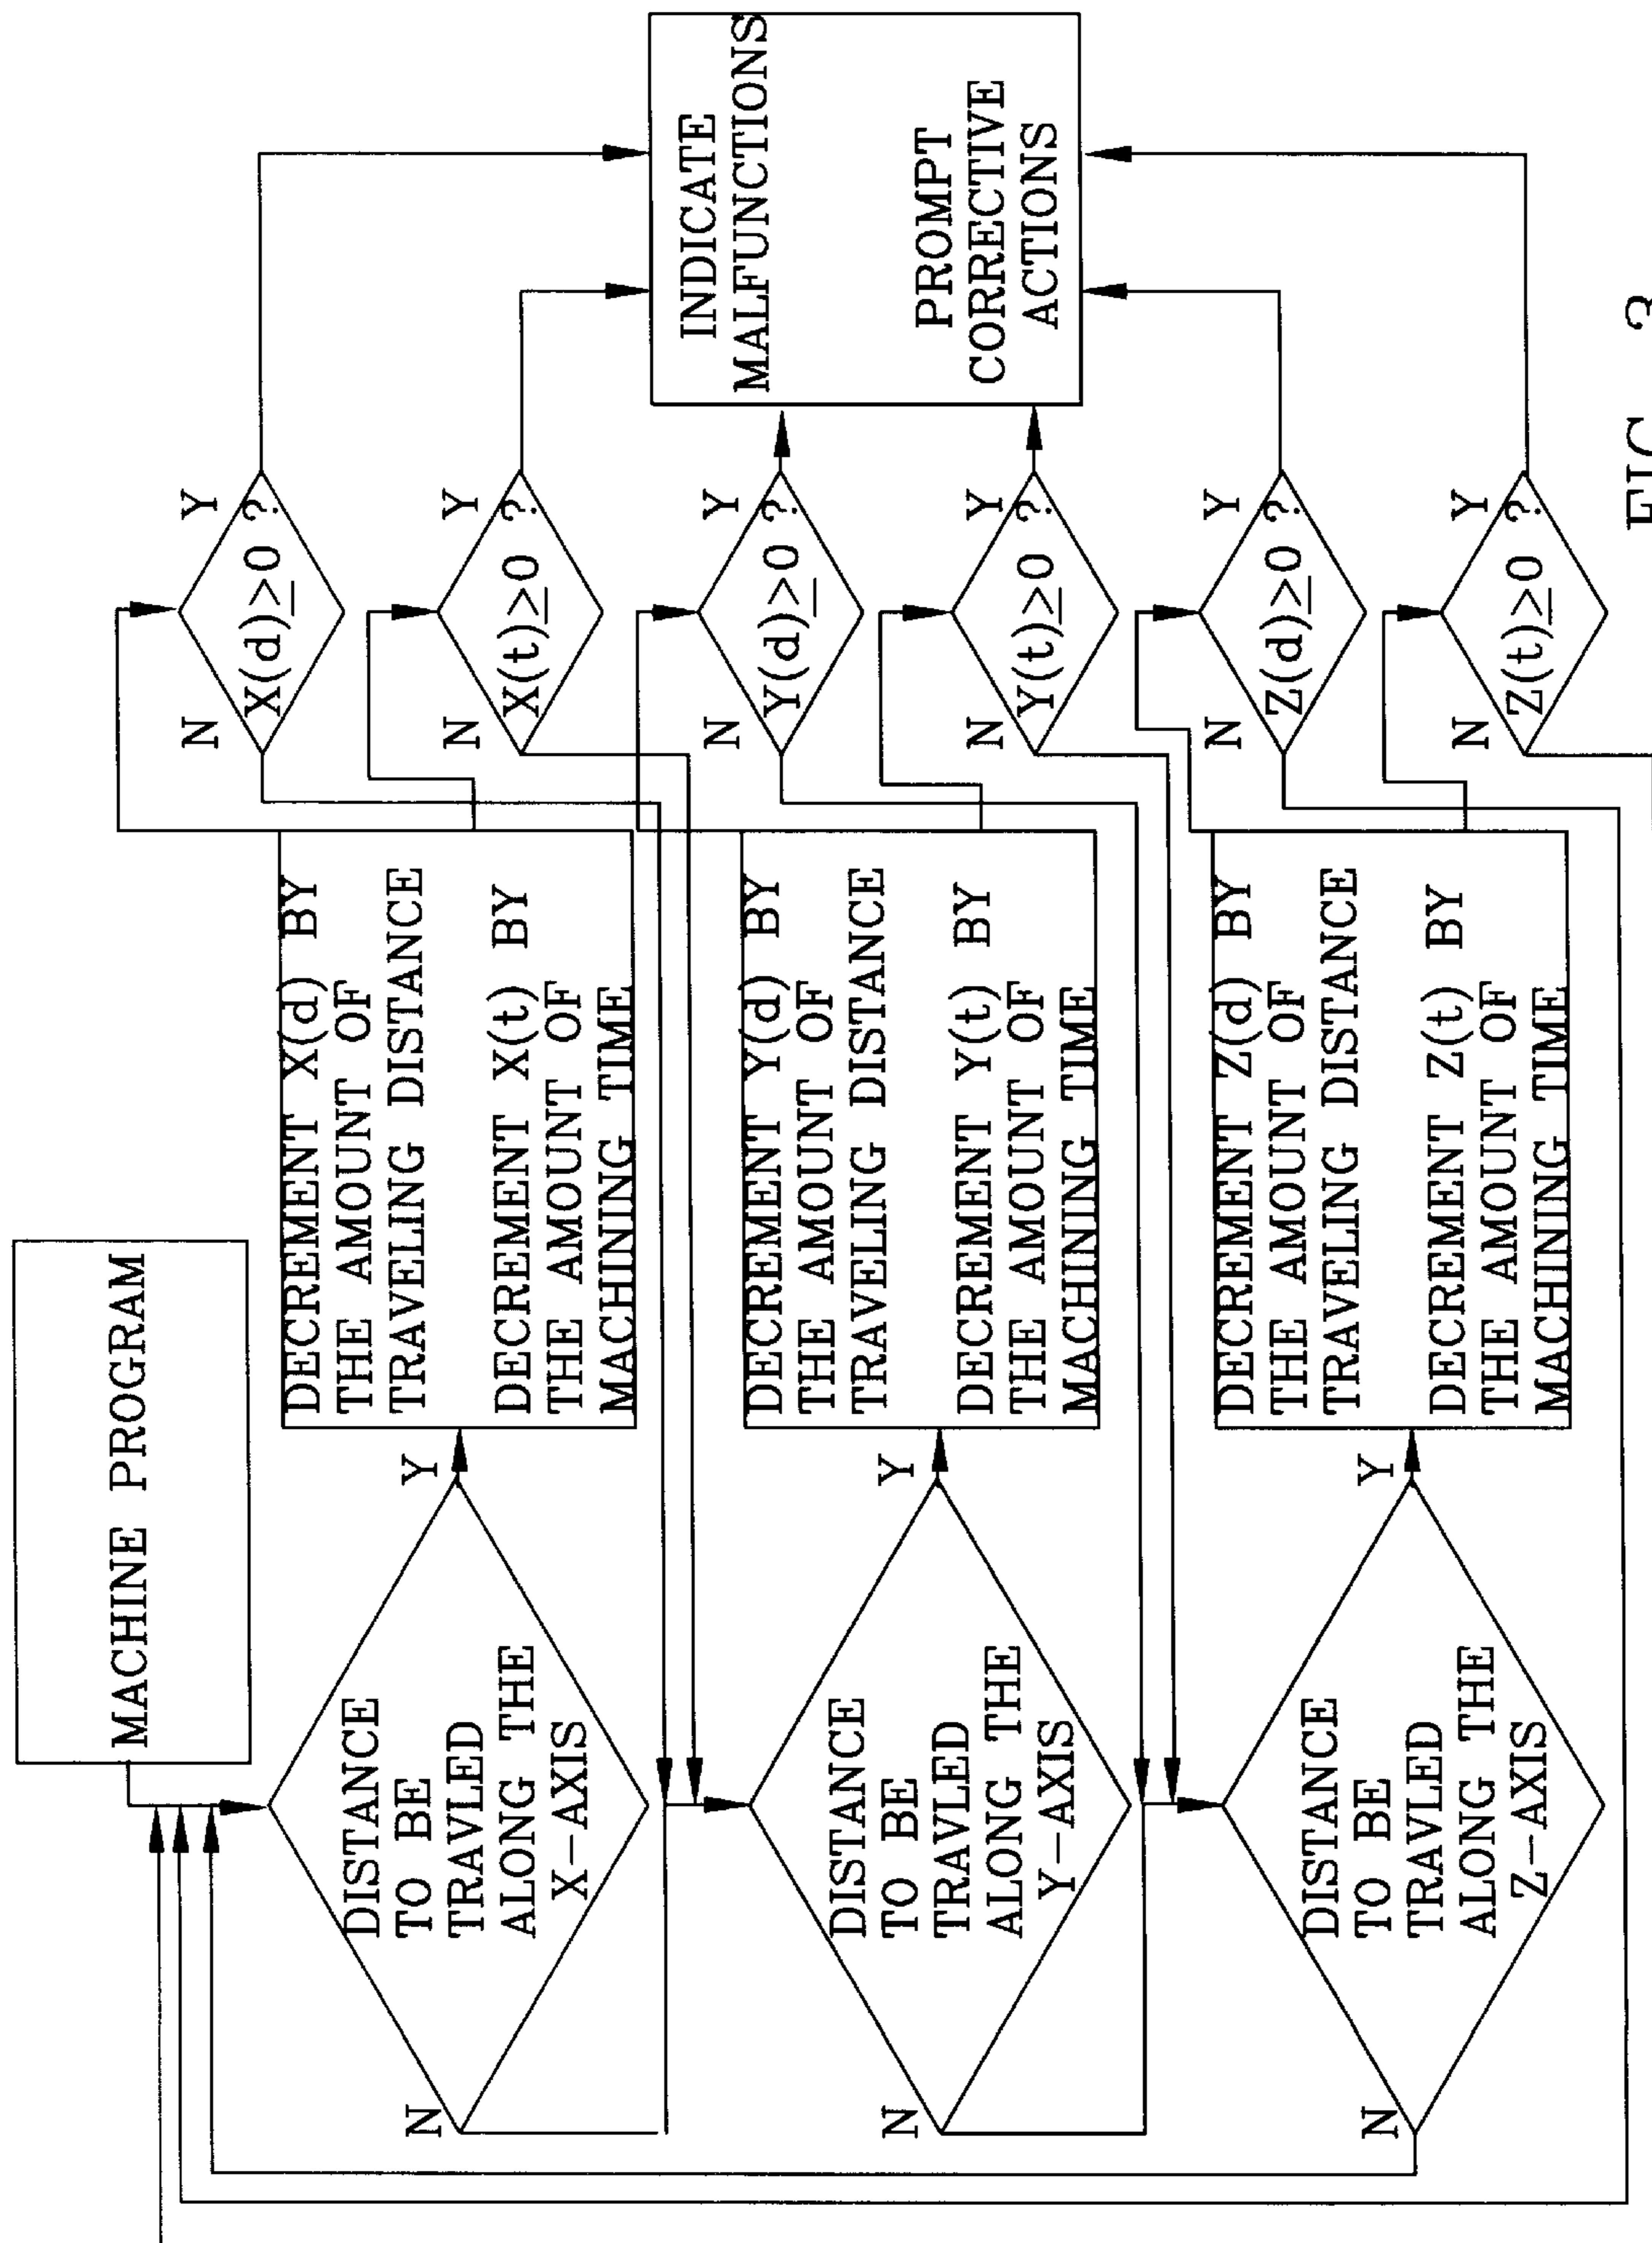 MACHINE PROGRAM
DISTANCE
TO BE
TRAVLED
ALONG THE
X-AXIS
N
Y
DECREMENT X(d) BY
THE AMOUNT OF
TRAVELING DISTANCE
DECREMENT X(t) BY
THE AMOUNT OF
MACHINING TIME
N
Y
X(d)≥0 ?
N
Y
X(t)≥0 ?
INDICATE
MALFUNCTIONS
PROMPT
CORRECTIVE
ACTIONS
DISTANCE
TO BE
TRAVLED
ALONG THE
Y-AXIS
N
Y
DECREMENT Y(d) BY
THE AMOUNT OF
TRAVELING DISTANCE
DECREMENT Y(t) BY
THE AMOUNT OF
MACHINING TIME
N
Y
Y(d)≥0 ?
N
Y
Y(t)≥0 ?
DISTANCE
TO BE
TRAVLED
ALONG THE
Z-AXIS
N
Y
DECREMENT Z(d) BY
THE AMOUNT OF
TRAVELING DISTANCE
DECREMENT Z(t) BY
THE AMOUNT OF
MACHINING TIME
N
Y
Z(d)≥0 ?
N
Y
Z(t)≥0 ?
FIG 3